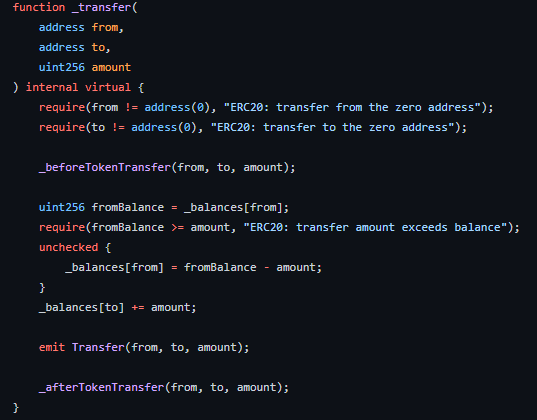 function _transfer(
    address from,
    address to,
    uint256 amount
) internal virtual {
    require(from != address(0), "ERC20: transfer from the zero address");
    require(to != address(0), "ERC20: transfer to the zero address");

    _beforeTokenTransfer(from, to, amount);

    uint256 fromBalance = _balances[from];
    require(fromBalance >= amount, "ERC20: transfer amount exceeds balance");
    unchecked {
        _balances[from] = fromBalance - amount;
    }
    _balances[to] += amount;

    emit Transfer(from, to, amount);

    _afterTokenTransfer(from, to, amount);
}